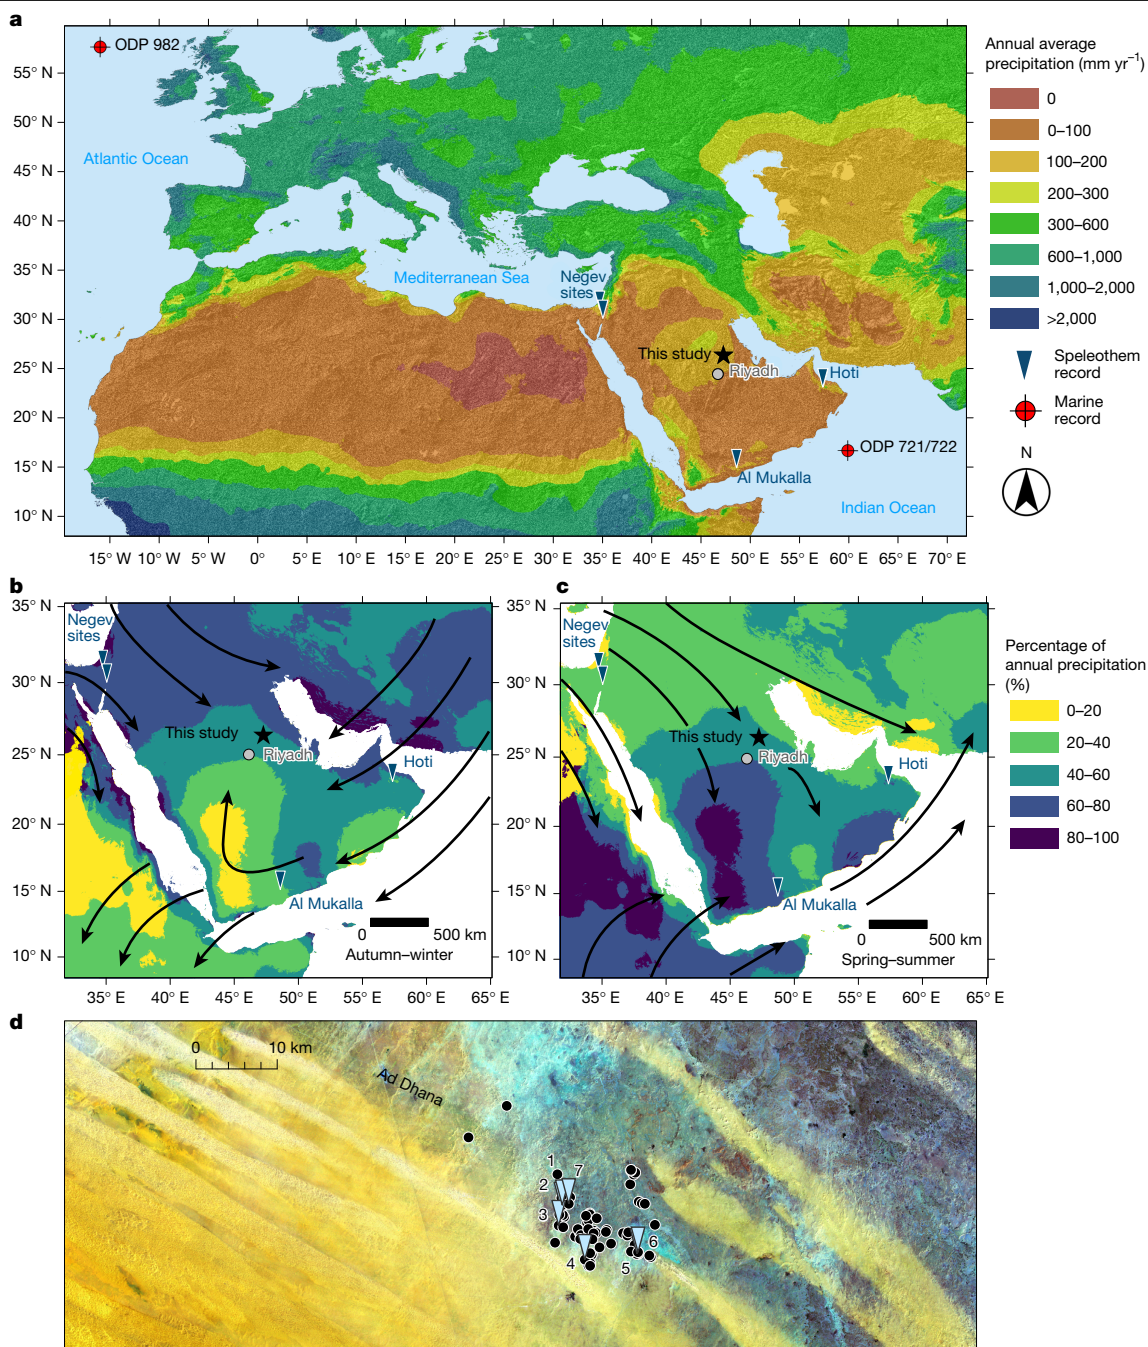 a
ODP 982
55° N
50° N
45° N
40° N
35° N
30° N
25° N
20° N
15° N
10° N
Atlantic Ocean
Mediterranean Sea
Negev
sites
This study
Riyadh
Hoti
ODP 721/722
Al Mukalla
Indian Ocean
15° W 10° W 5° W 0° 5° E 10° E 15° E 20° E 25° E 30° E 35° E 40° E 45° E 50° E 55° E 60° E 65° E 70° E
Annual average
precipitation (mm yr−1)
0
0–100
100–200
200–300
300–600
600–1,000
1,000–2,000
>2,000
Speleothem
record
Marine
record
N
b
35° N
30° N
25° N
20° N
15° N
10° N
Negev
sites
This study
Riyadh
Hoti
Al Mukalla
0 500 km
Autumn–winter
35° E 40° E 45° E 50° E 55° E 60° E 65° E
c
35° N
30° N
25° N
20° N
15° N
10° N
Negev
sites
This study
Riyadh
Hoti
Al Mukalla
0 500 km
Spring–summer
35° E 40° E 45° E 50° E 55° E 60° E 65° E
Percentage of
annual precipitation
(%)
0–20
20–40
40–60
60–80
80–100
d
0 10 km
Ad Dhana
1
7
2
3
6
4
5